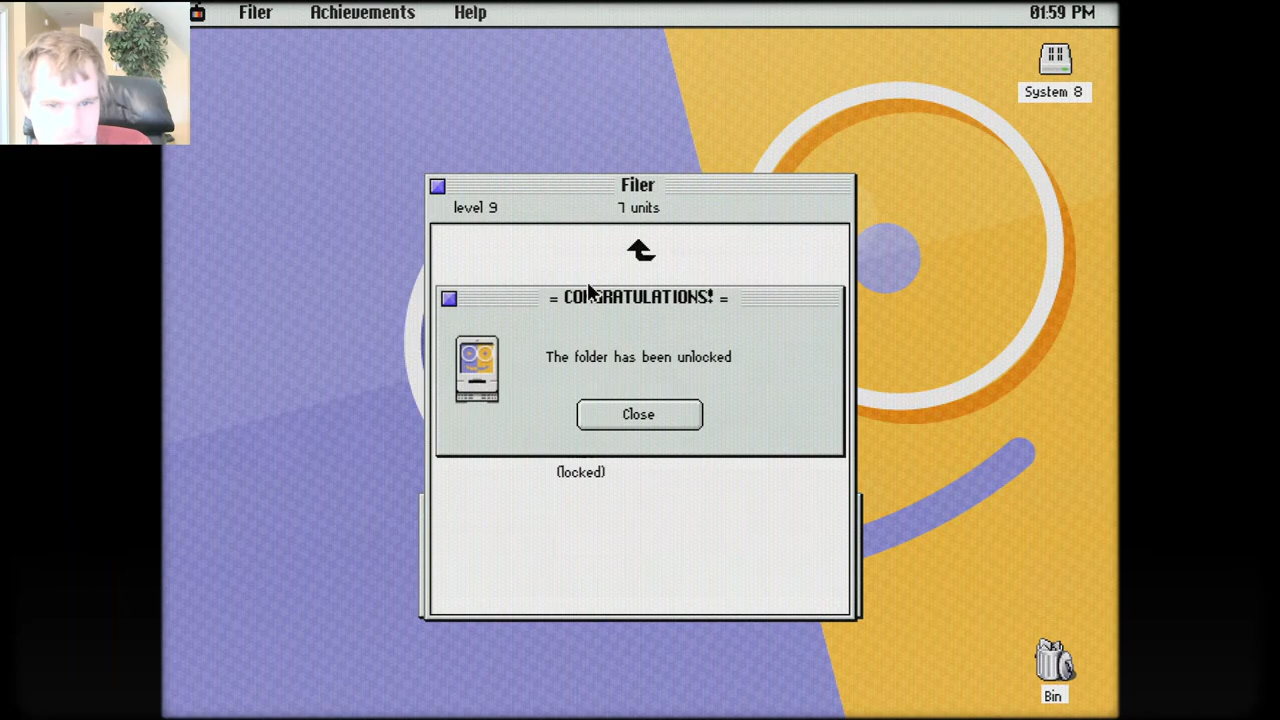 Filer Achievements Help 01:59 PM
System 8
Filer
level 9 7 units
= CONGRATULATIONS! =
The folder has been unlocked
Close
(locked)
Bin